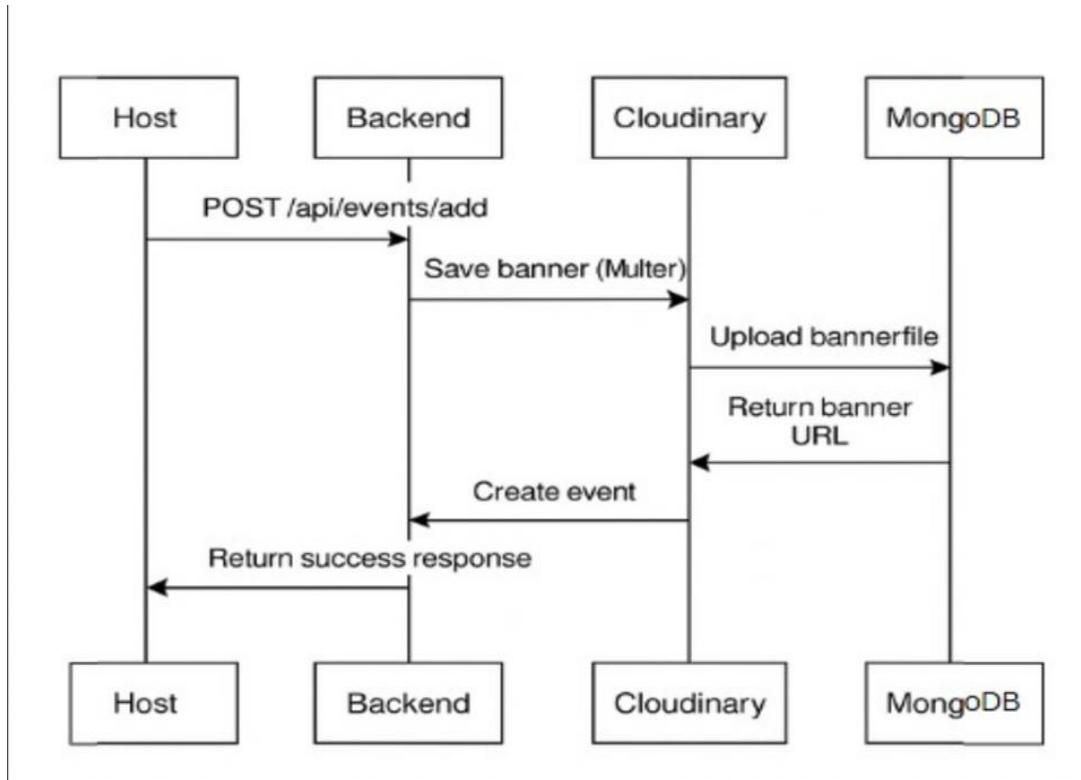 Host
Backend
Cloudinary
MongoDB
POST /api/events/add
Save banner (Multer)
Upload bannerfile
Return banner
URL
Create event
Return success response
Host
Backend
Cloudinary
MongoDB